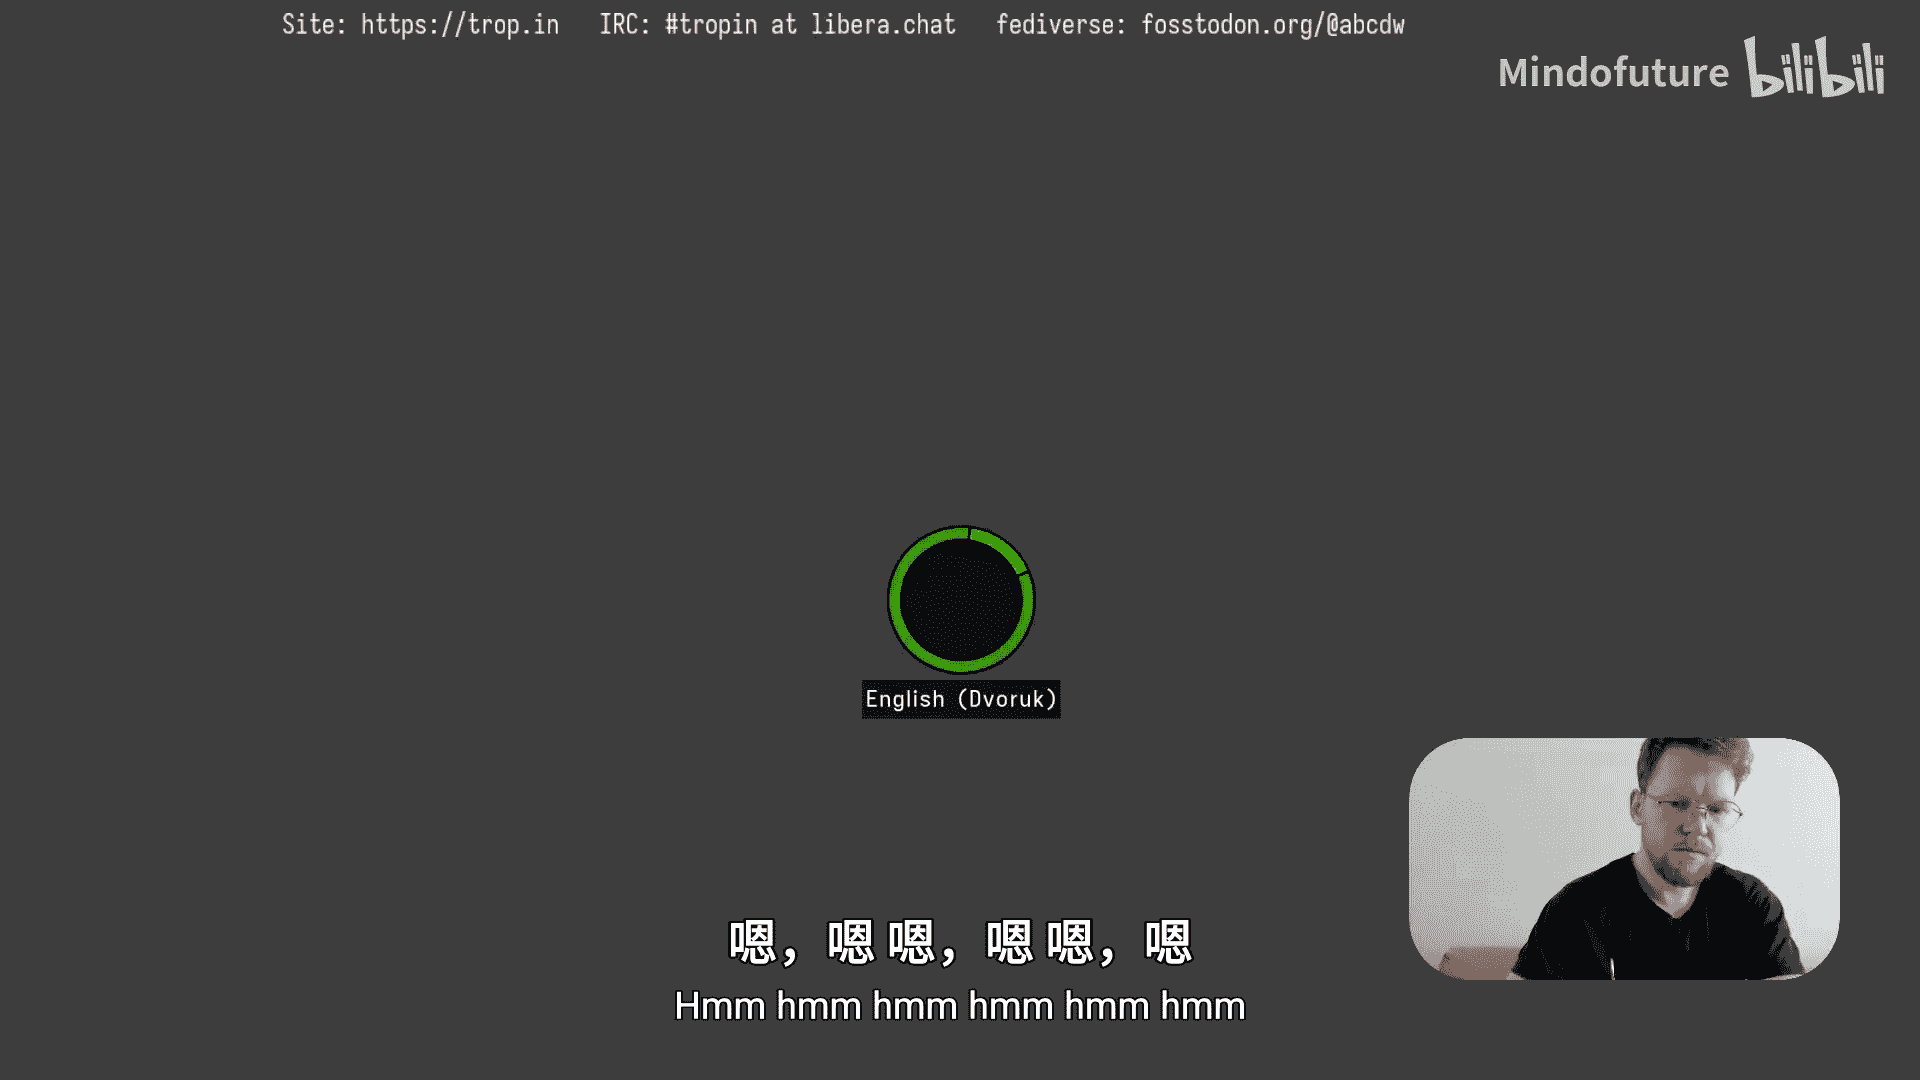 Site: https://trop.in   IRC: #tropin at libera.chat   fediverse: fosstodon.org/@abcdw
Mindofuture bilibili
English (Dvoruk)
嗯，嗯 嗯，嗯 嗯，嗯
Hmm hmm hmm hmm hmm hmm